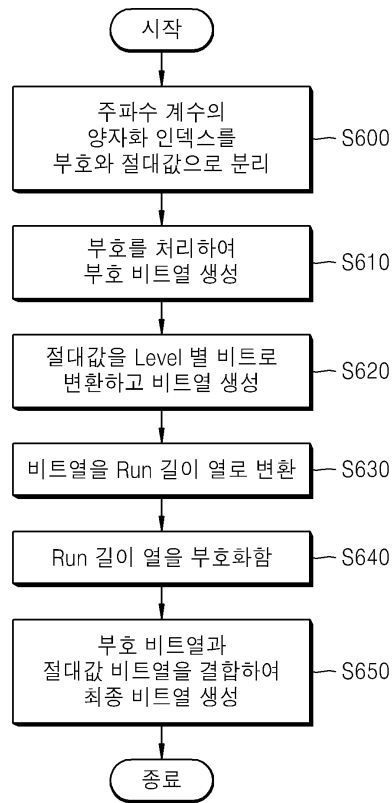 시작
주파수 계수의
양자화 인덱스를
부호와 절대값으로 분리
S600
부호를 처리하여
부호 비트열 생성
S610
절대값을 Level 별 비트로
변환하고 비트열 생성
S620
비트열을 Run 길이 열로 변환
S630
Run 길이 열을 부호화함
S640
부호 비트열과
절대값 비트열을 결합하여
최종 비트열 생성
S650
종료